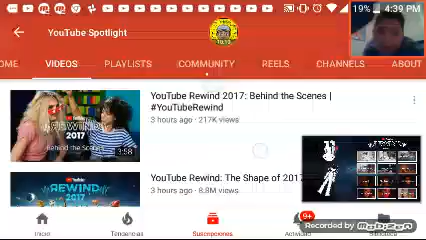 19% 4:39 PM
YouTube Spotlight
OME VIDEOS PLAYLISTS COMMUNITY REELS CHANNELS ABOUT
YouTube Rewind 2017: Behind the Scenes |
#YouTubeRewind
3 hours ago · 217K views
REWIND
2017
Behind the Scenes
3:58
YouTube Rewind: The Shape of 2017
3 hours ago · 8.8M views
REWIND
2017
9+
Inicio Tendencias Suscripciones
Recorded by Mobizen